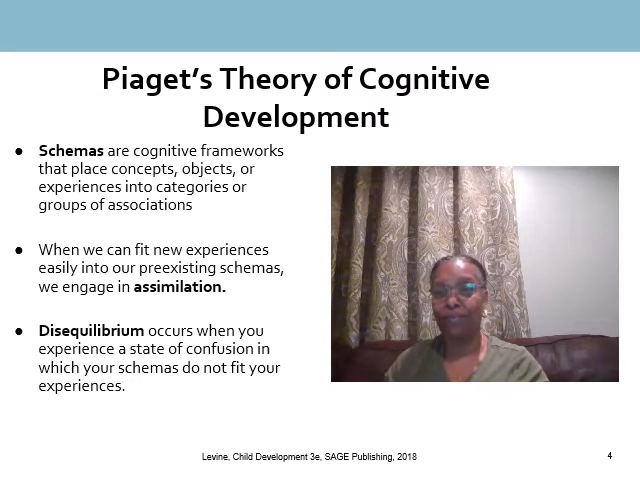 Piaget’s Theory of Cognitive
Development
● Schemas are cognitive frameworks
that place concepts, objects, or
experiences into categories or
groups of associations
● When we can fit new experiences
easily into our preexisting schemas,
we engage in assimilation.
● Disequilibrium occurs when you
experience a state of confusion in
which your schemas do not fit your
experiences.
Levine, Child Development 3e, SAGE Publishing, 2018
4